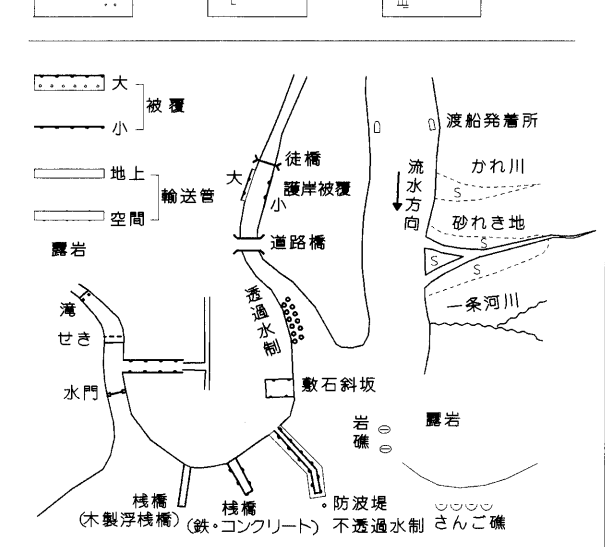 大
被覆
小
地上
輸送管
空間
露岩
滝
せき
水門
徒橋
大
護岸被覆
小
道路橋
透過水制
敷石斜坂
桟橋
(木製浮桟橋)
桟橋
(鉄・コンクリート)
防波堤
不透過水制
渡船発着所
流水方向
かれ川
S
砂れき地
S
S
S
一条河川
岩礁
露岩
さんご礁